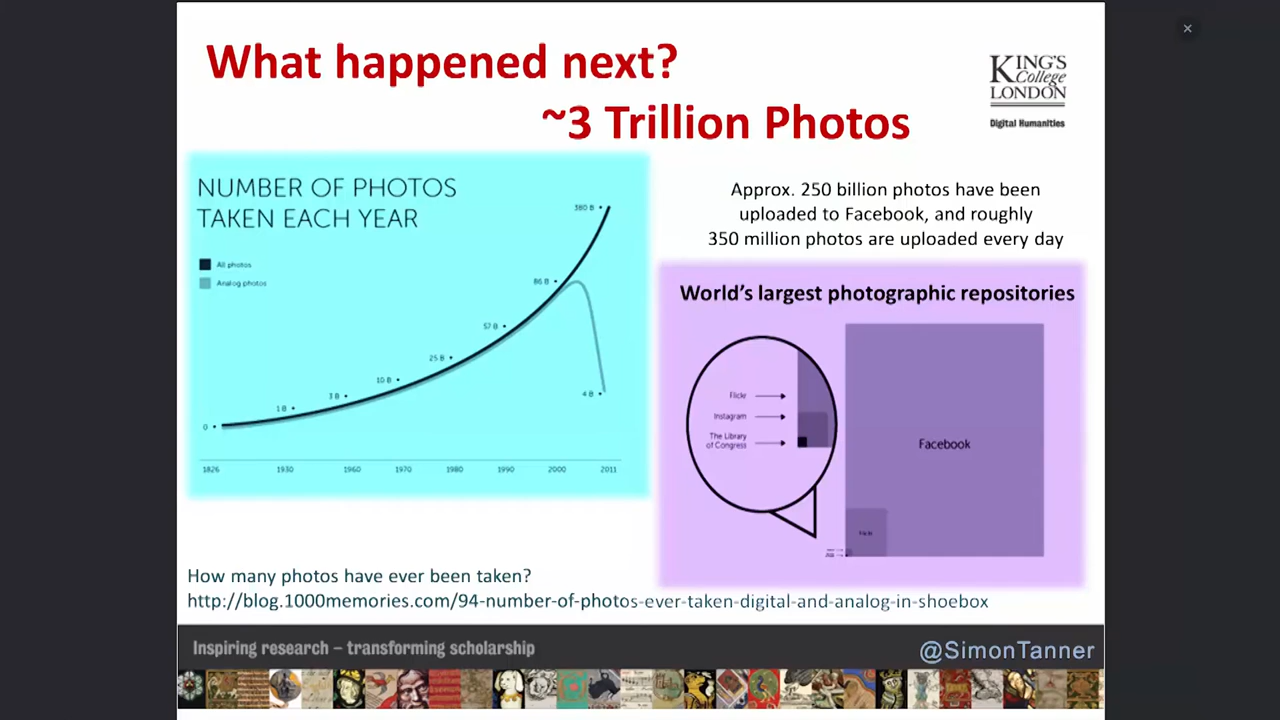 What happened next?
~3 Trillion Photos
KING'S
College
LONDON
Digital Humanities
NUMBER OF PHOTOS
TAKEN EACH YEAR
All photos
Analog photos
380 B
86 B
57 B
25 B
10 B
3 B
1 B
0
4 B
1826 1930 1960 1970 1980 1990 2000 2011
Approx. 250 billion photos have been
uploaded to Facebook, and roughly
350 million photos are uploaded every day
World's largest photographic repositories
Flickr
Instagram
The Library
of Congress
Facebook
Flickr
How many photos have ever been taken?
http://blog.1000memories.com/94-number-of-photos-ever-taken-digital-and-analog-in-shoebox
Inspiring research – transforming scholarship
@SimonTanner